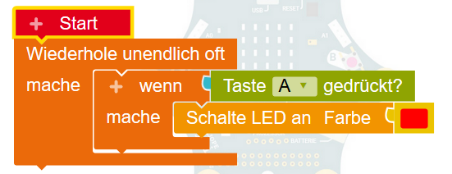 + Start
Wiederhole unendlich oft
mache + wenn Taste A gedrückt?
mache Schalte LED an Farbe
B